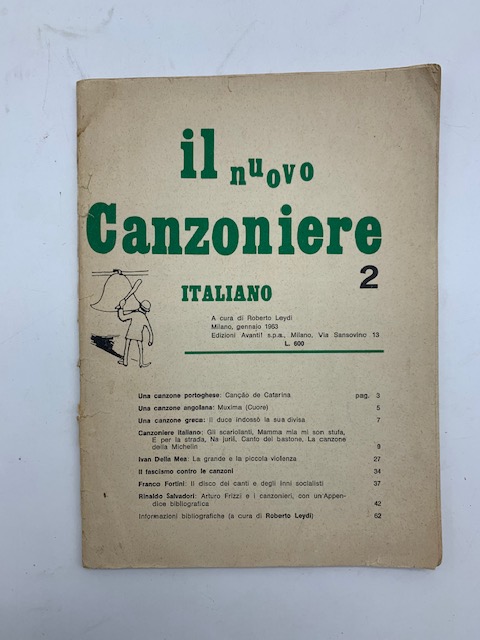 il nuovo
Canzoniere
ITALIANO
2
A cura di Roberto Leydi
Milano, gennaio 1963
Edizioni Avanti! s.p.a., Milano, Via Sansovino 13
L. 600
Una canzone portoghese: Canção de Catarina pag. 3
Una canzone angolana: Muxima (Cuore) 5
Una canzone greca: Il duce indossò la sua divisa 7
Canzoniere italiano: Gli scariolanti, Mamma mia mi son stufa,
E per la strada, Na juril, Canto del bastone, La canzone
della Michelin 9
Ivan Della Mea: La grande e la piccola violenza 27
Il fascismo contro le canzoni 34
Franco Fortini: Il disco dei canti e degli inni socialisti 37
Rinaldo Salvadori: Arturo Frizzi e i canzonieri, con un'Appen-
dice bibliografica 42
Informazioni bibliografiche (a cura di Roberto Leydi) 62